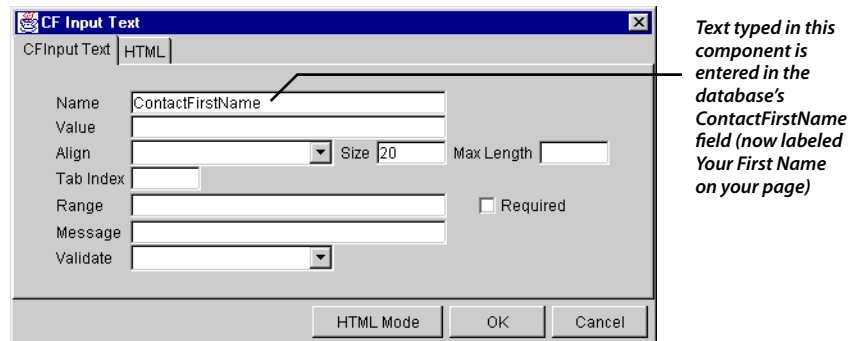 CF Input Text
CFInput Text HTML
Name ContactFirstName
Value
Align Size 20 Max Length
Tab Index
Range Required
Message
Validate
HTML Mode OK Cancel
Text typed in this
component is
entered in the
database's
ContactFirstName
field (now labeled
Your First Name
on your page)